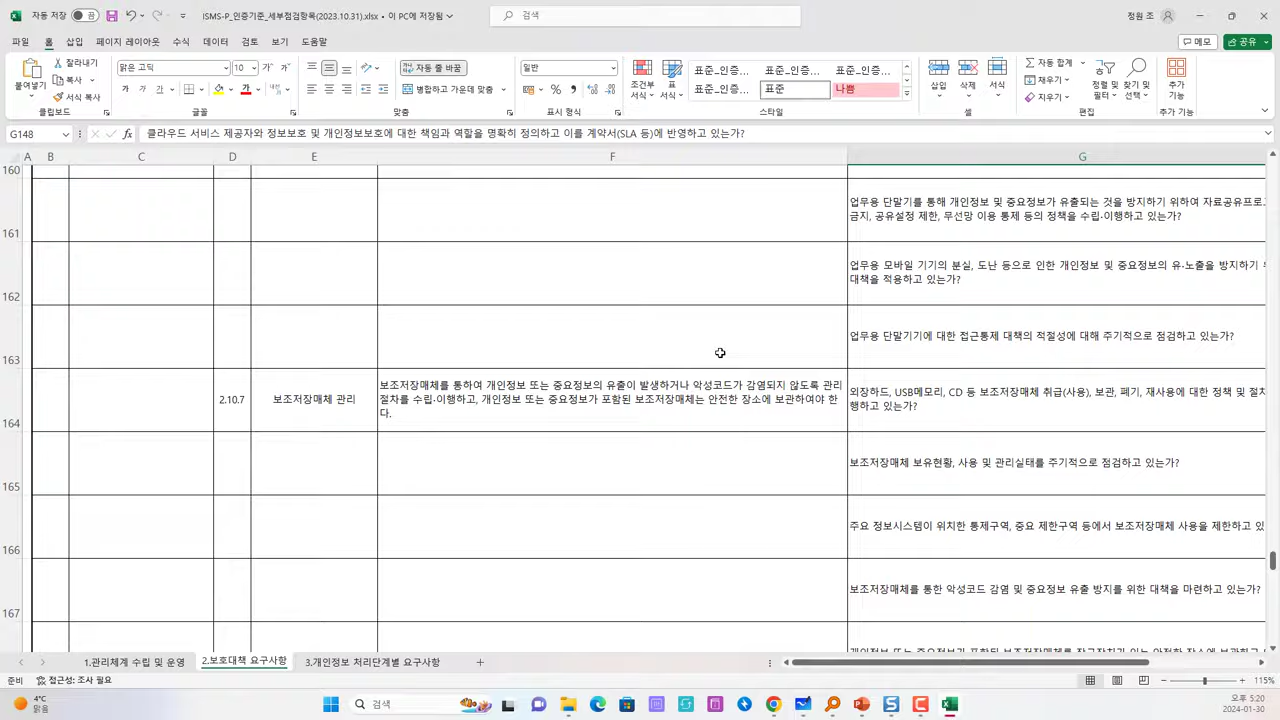 자동 저장
ISMS-P_인증기준_세부점검항목(2023.10.31).xlsx • 이 PC에 저장됨
검색
정원 조
파일 홈 삽입 페이지 레이아웃 수식 데이터 검토 보기 도움말
메모 공유
붙여넣기
잘라내기
복사
서식 복사
클립보드
맑은 고딕 10
가 가 가
글꼴
자동 줄 바꿈
병합하고 가운데 맞춤
맞춤
일반
표시 형식
조건부 서식
표 서식
표준_인증... 표준_인증... 표준_인증...
표준_인증... 표준 나쁨
스타일
삽입 삭제 서식
셀
자동 합계
채우기
지우기
정렬 및 필터
찾기 및 선택
편집
추가 기능
추가 기능
G148
클라우드 서비스 제공자와 정보보호 및 개인정보보호에 대한 책임과 역할을 명확히 정의하고 이를 계약서(SLA 등)에 반영하고 있는가?
A B C D E F G
160
161
업무용 단말기를 통해 개인정보 및 중요정보가 유출되는 것을 방지하기 위하여 자료공유프로
금지, 공유설정 제한, 무선망 이용 통제 등의 정책을 수립·이행하고 있는가?
162
업무용 모바일 기기의 분실, 도난 등으로 인한 개인정보 및 중요정보의 유·노출을 방지하기
대책을 적용하고 있는가?
163
업무용 단말기기에 대한 접근통제 대책의 적절성에 대해 주기적으로 점검하고 있는가?
164
2.10.7
보조저장매체 관리
보조저장매체를 통하여 개인정보 또는 중요정보의 유출이 발생하거나 악성코드가 감염되지 않도록 관리
절차를 수립·이행하고, 개인정보 또는 중요정보가 포함된 보조저장매체는 안전한 장소에 보관하여야 한
다.
외장하드, USB메모리, CD 등 보조저장매체 취급(사용), 보관, 폐기, 재사용에 대한 정책 및 절차
행하고 있는가?
165
보조저장매체 보유현황, 사용 및 관리실태를 주기적으로 점검하고 있는가?
166
주요 정보시스템이 위치한 통제구역, 중요 제한구역 등에서 보조저장매체 사용을 제한하고 있
167
보조저장매체를 통한 악성코드 감염 및 중요정보 유출 방지를 위한 대책을 마련하고 있는가?
1.관리체계 수립 및 운영
2.보호대책 요구사항
3.개인정보 처리단계별 요구사항
준비
접근성: 조사 필요
115%
4°C
맑음
검색
오후 5:20
2024-01-30